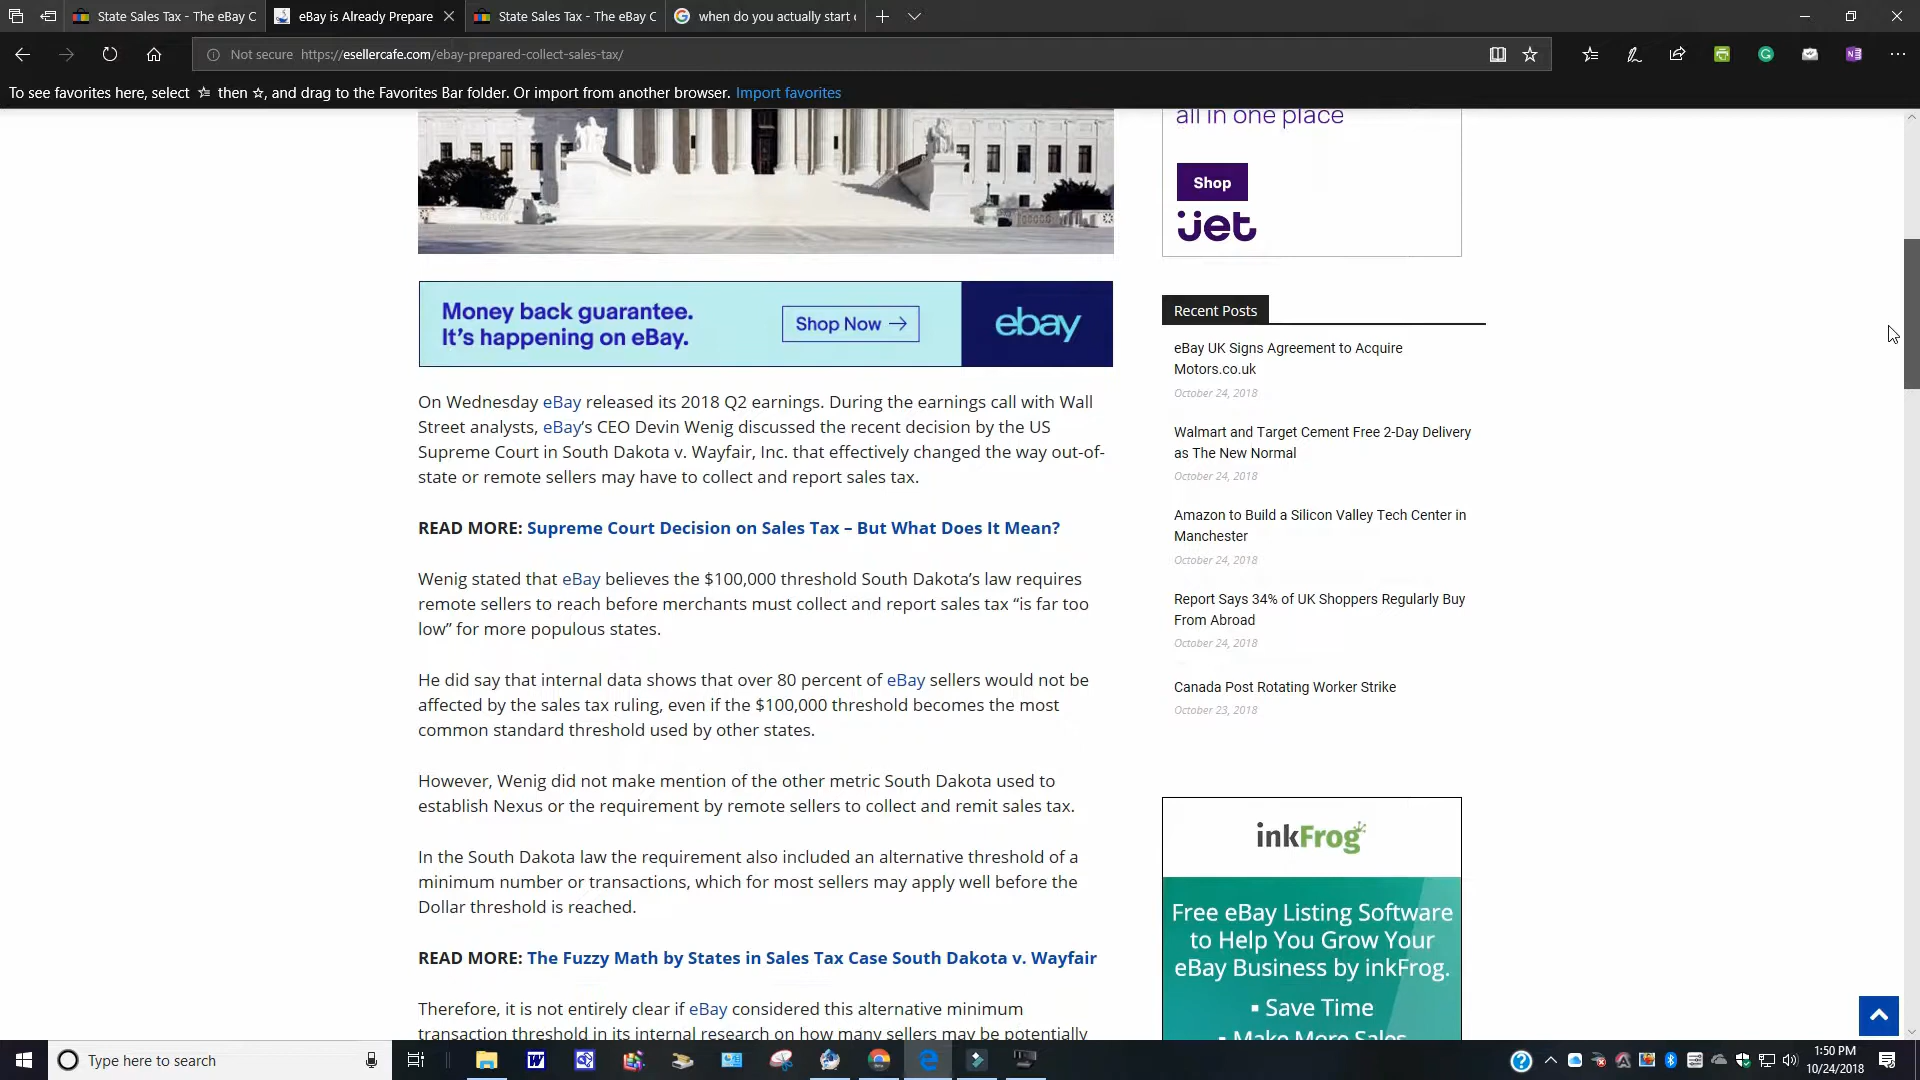 State Sales Tax - The eBay C
eBay is Already Prepare
State Sales Tax - The eBay C
when do you actually start
Not secure https://esellercafe.com/ebay-prepared-collect-sales-tax/
To see favorites here, select then , and drag to the Favorites Bar folder. Or import from another browser. Import favorites
all in one place
Shop
jet
Money back guarantee.
It's happening on eBay.
Shop Now →
ebay
On Wednesday eBay released its 2018 Q2 earnings. During the earnings call with Wall
Street analysts, eBay's CEO Devin Wenig discussed the recent decision by the US
Supreme Court in South Dakota v. Wayfair, Inc. that effectively changed the way out-of-
state or remote sellers may have to collect and report sales tax.
READ MORE: Supreme Court Decision on Sales Tax – But What Does It Mean?
Wenig stated that eBay believes the $100,000 threshold South Dakota's law requires
remote sellers to reach before merchants must collect and report sales tax “is far too
low” for more populous states.
He did say that internal data shows that over 80 percent of eBay sellers would not be
affected by the sales tax ruling, even if the $100,000 threshold becomes the most
common standard threshold used by other states.
However, Wenig did not make mention of the other metric South Dakota used to
establish Nexus or the requirement by remote sellers to collect and remit sales tax.
In the South Dakota law the requirement also included an alternative threshold of a
minimum number or transactions, which for most sellers may apply well before the
Dollar threshold is reached.
READ MORE: The Fuzzy Math by States in Sales Tax Case South Dakota v. Wayfair
Therefore, it is not entirely clear if eBay considered this alternative minimum
transaction threshold in its internal research on how many sellers may be potentially
Recent Posts
eBay UK Signs Agreement to Acquire
Motors.co.uk
October 24, 2018
Walmart and Target Cement Free 2-Day Delivery
as The New Normal
October 24, 2018
Amazon to Build a Silicon Valley Tech Center in
Manchester
October 24, 2018
Report Says 34% of UK Shoppers Regularly Buy
From Abroad
October 24, 2018
Canada Post Rotating Worker Strike
October 23, 2018
inkFrog
Free eBay Listing Software
to Help You Grow Your
eBay Business by inkFrog.
▪ Save Time
▪ Make More Sales
Type here to search
1:50 PM
10/24/2018